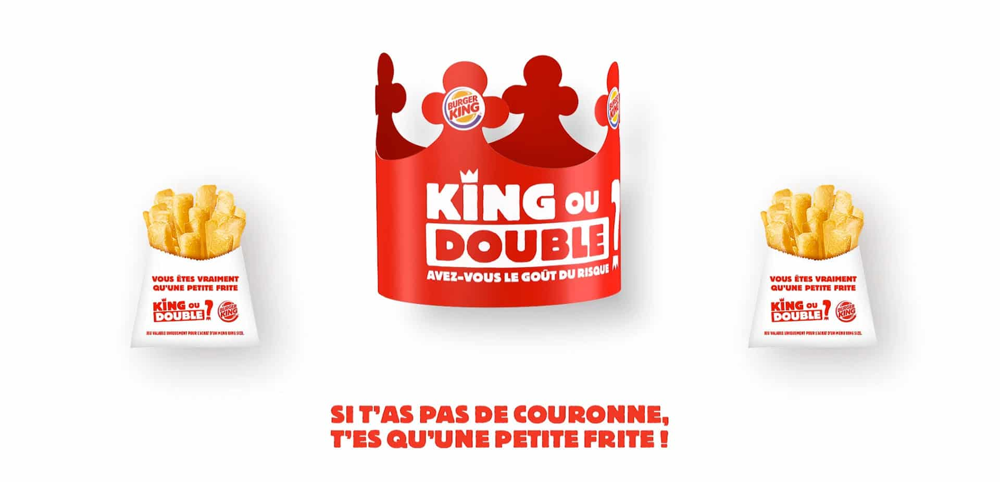 BURGER
KING
BURGER
KING
KING OU
DOUBLE ?
AVEZ-VOUS LE GOÛT DU RISQUE
VOUS ÊTES VRAIMENT
QU'UNE PETITE FRITE
KING OU
DOUBLE ?
BURGER
KING
JEU VALABLE UNIQUEMENT POUR L'ACHAT D'UN MENU KING SIZE.
VOUS ÊTES VRAIMENT
QU'UNE PETITE FRITE
KING OU
DOUBLE ?
BURGER
KING
JEU VALABLE UNIQUEMENT POUR L'ACHAT D'UN MENU KING SIZE.
SI T'AS PAS DE COURONNE,
T'ES QU'UNE PETITE FRITE !